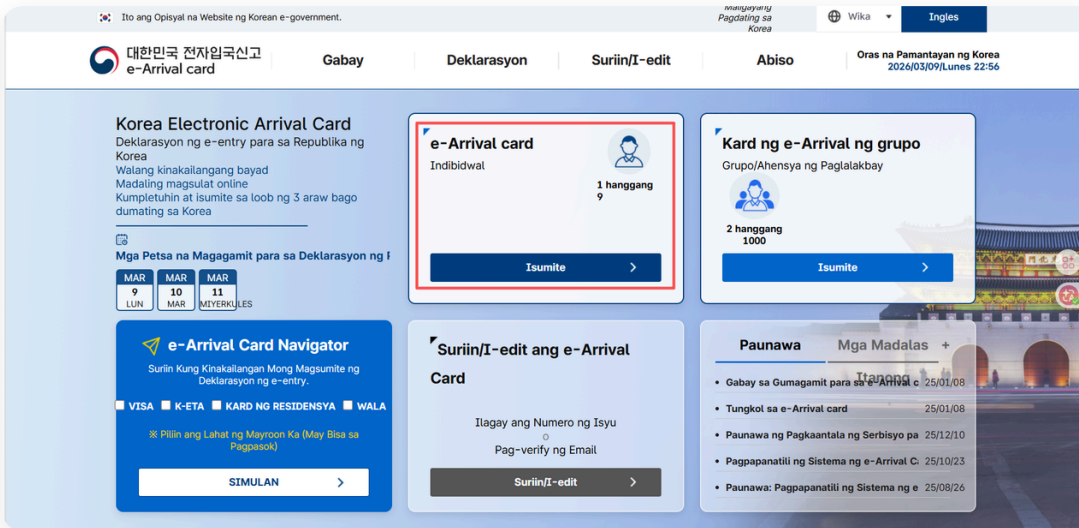 Ito ang Opisyal na Website ng Korean e-government.
Maligayang
Pagdating sa
Korea
Wika
Ingles
대한민국 전자입국신고
e-Arrival card
Gabay
Deklarasyon
Suriin/I-edit
Abiso
Oras na Pamantayan ng Korea
2026/03/09/Lunes 22:56
Korea Electronic Arrival Card
Deklarasyon ng e-entry para sa Republika ng
Korea
Walang kinakailangang bayad
Madaling magsulat online
Kumpletuhin at isumite sa loob ng 3 araw bago
dumating sa Korea
Mga Petsa na Magagamit para sa Deklarasyon ng
MAR
9
LUN
MAR
10
MAR
MAR
11
MIYERKULES
e-Arrival card
Indibidwal
1 hanggang
9
Isumite
Kard ng e-Arrival ng grupo
Grupo/Ahensya ng Paglalakbay
2 hanggang
1000
Isumite
e-Arrival Card Navigator
Suriin Kung Kinakailangan Mong Magsumite ng
Deklarasyon ng e-entry.
VISA K-ETA KARD NG RESIDENSYA WALA
※ Piliin ang Lahat ng Mayroon Ka (May Bisa sa
Pagpasok)
SIMULAN
Suriin/I-edit ang e-Arrival
Card
Ilagay ang Numero ng Isyu
o
Pag-verify ng Email
Suriin/I-edit
Paunawa
Mga Madalas +
Itanong
Gabay sa Gumagamit para sa e-Arrival c 25/01/08
Tungkol sa e-Arrival card 25/01/08
Paunawa ng Pagkaantala ng Serbisyo pa 25/12/10
Pagpapanatili ng Sistema ng e-Arrival C 25/10/23
Paunawa: Pagpapanatili ng Sistema ng e 25/08/26